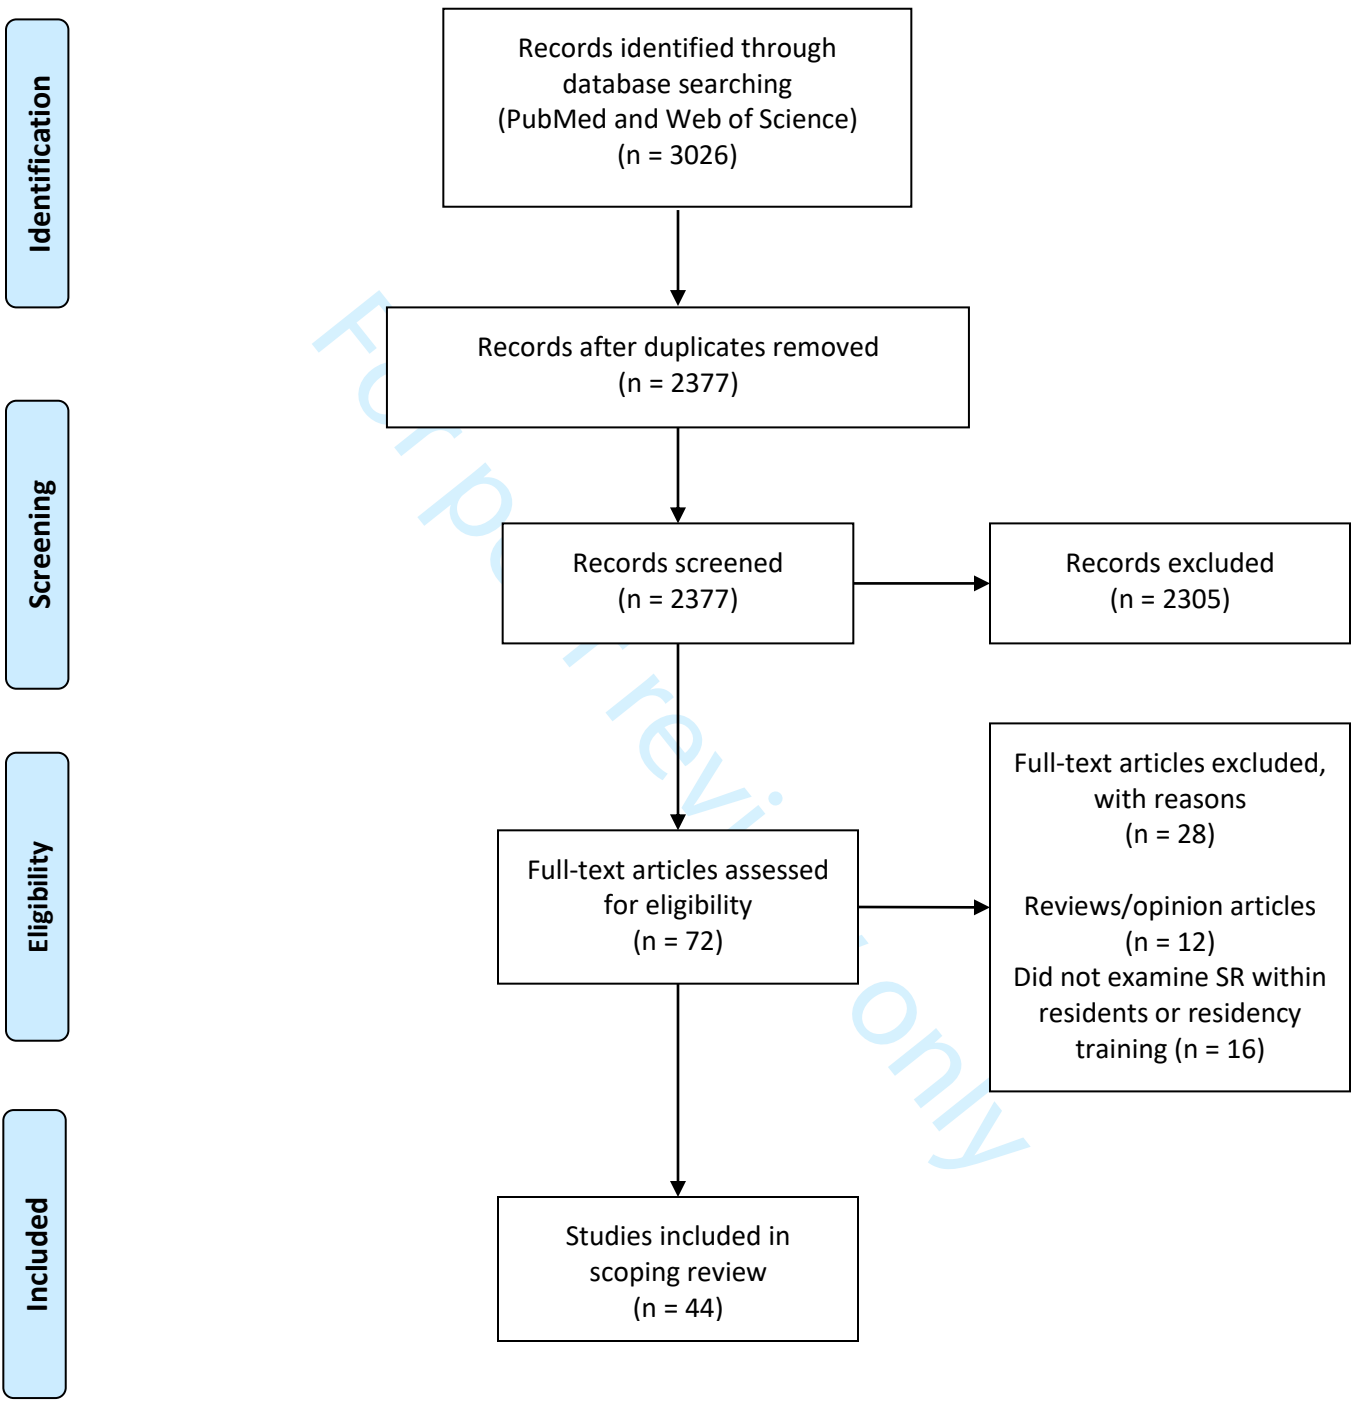 Identification
Records identified through
database searching
(PubMed and Web of Science)
(n = 3026)
Records after duplicates removed
(n = 2377)
Screening
Records screened
(n = 2377)
Records excluded
(n = 2305)
Eligibility
Full-text articles assessed
for eligibility
(n = 72)
Full-text articles excluded,
with reasons
(n = 28)
Reviews/opinion articles
(n = 12)
Did not examine SR within
residents or residency
training (n = 16)
Included
Studies included in
scoping review
(n = 44)
For peer review only